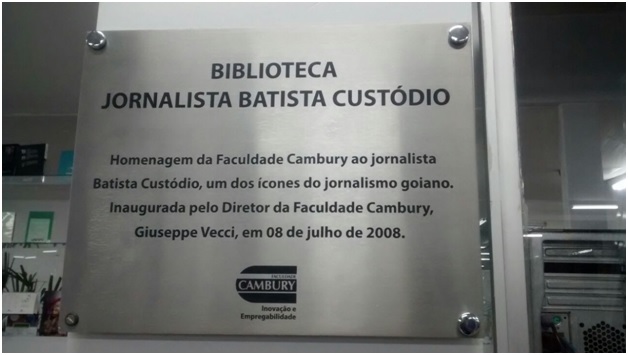 BIBLIOTECA
JORNALISTA BATISTA CUSTÓDIO
Homenagem da Faculdade Cambury ao jornalista
Batista Custódio, um dos ícones do jornalismo goiano.
Inaugurada pelo Diretor da Faculdade Cambury,
Giuseppe Vecci, em 08 de julho de 2008.
FACULDADE
CAMBURY
Inovação e
Empregabilidade